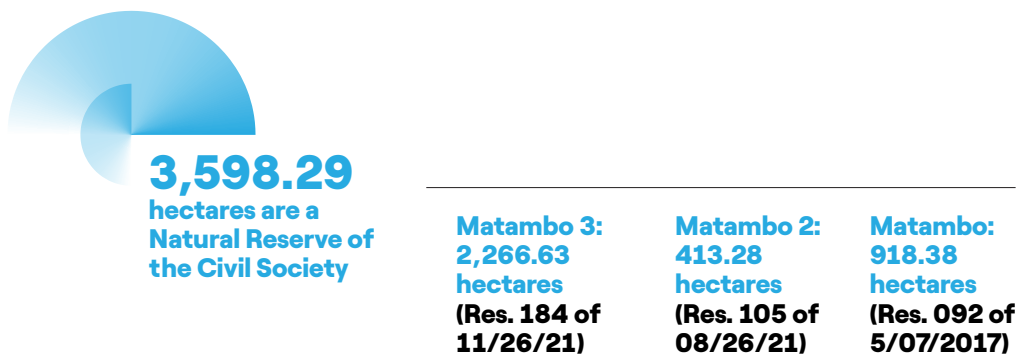 3,598.29
hectares are a
Natural Reserve of
the Civil Society
Matambo 3:
2,266.63
hectares
(Res. 184 of
11/26/21)
Matambo 2:
413.28
hectares
(Res. 105 of
08/26/21)
Matambo:
918.38
hectares
(Res. 092 of
5/07/2017)